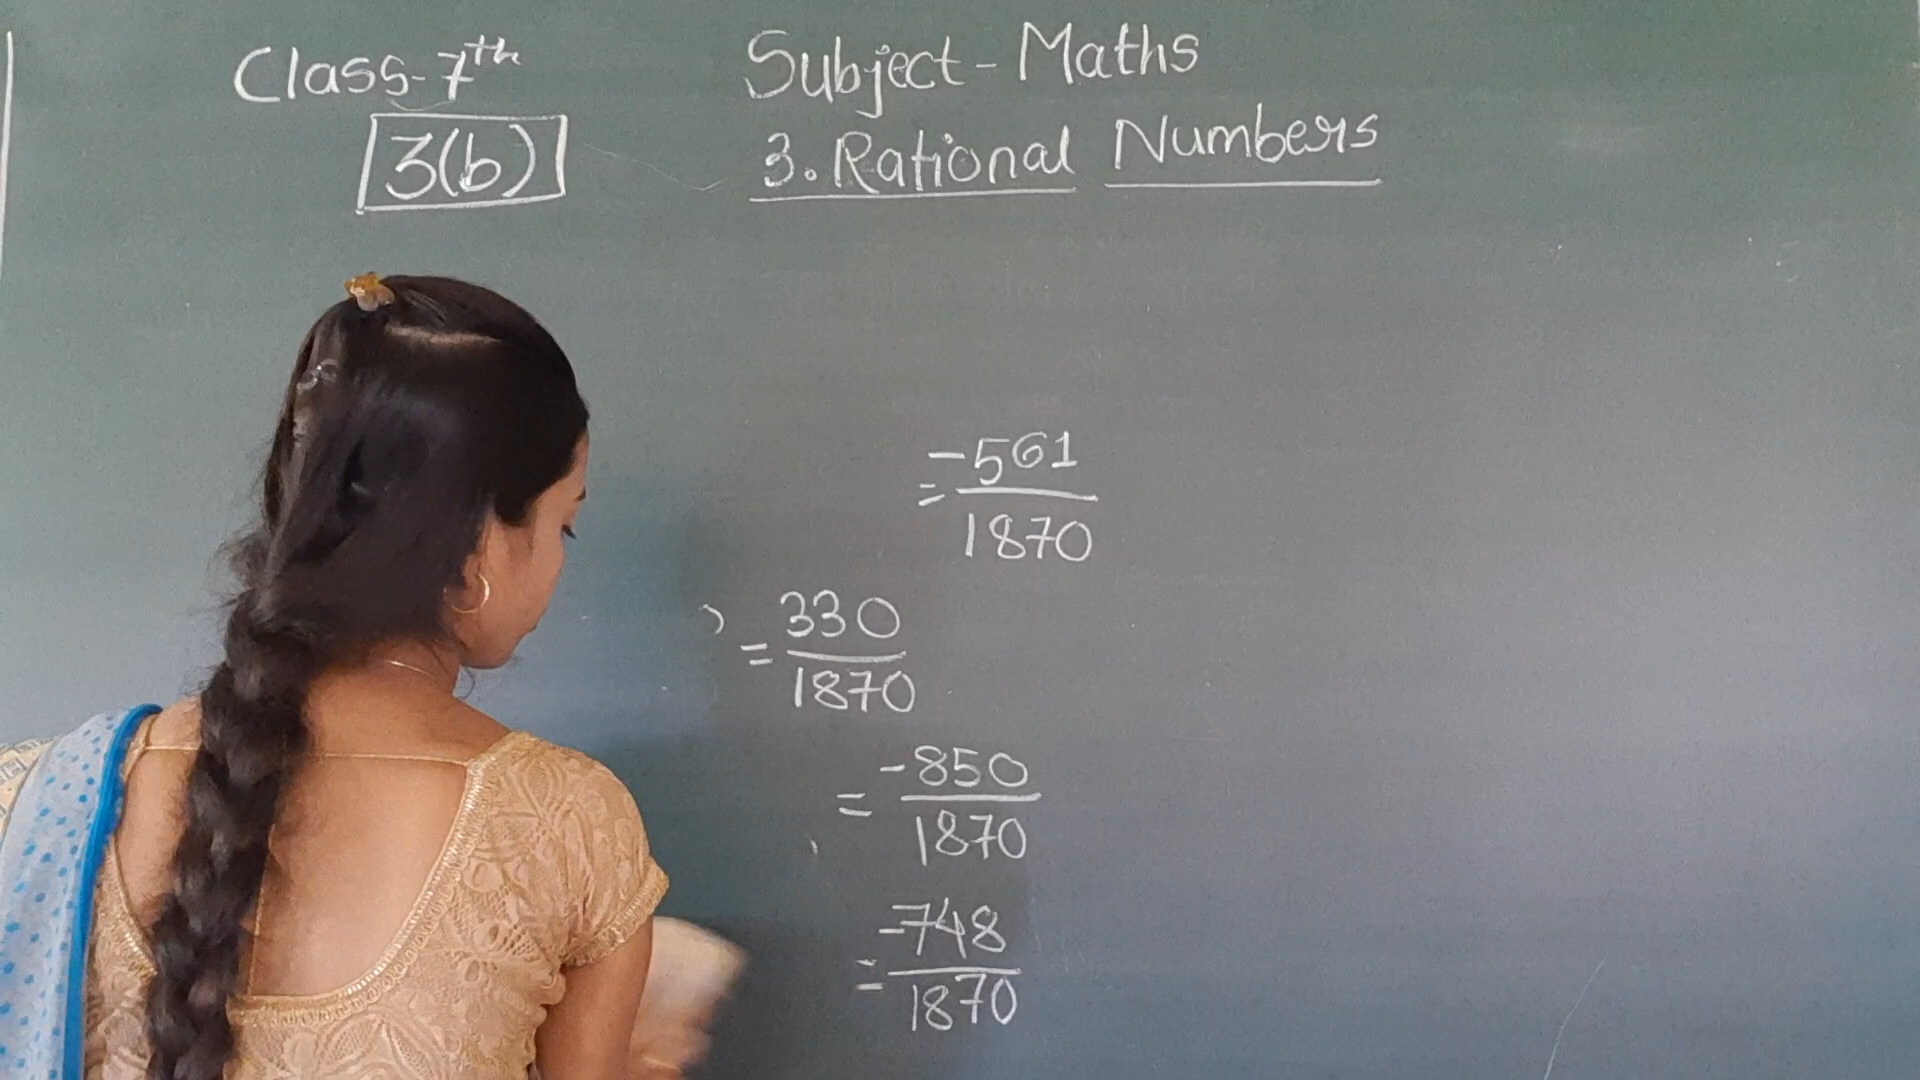 Class-7th
Subject-Maths
3(b)
3. Rational Numbers
= -561/1870
= 330/1870
= -850/1870
= -748/1870